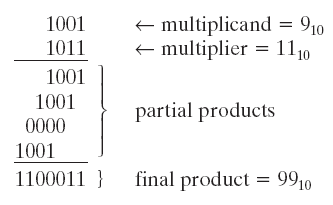 1001 ← multiplicand = 9₁₀
1011 ← multiplier = 11₁₀
1001
1001
0000
1001
} partial products
1100011 } final product = 99₁₀